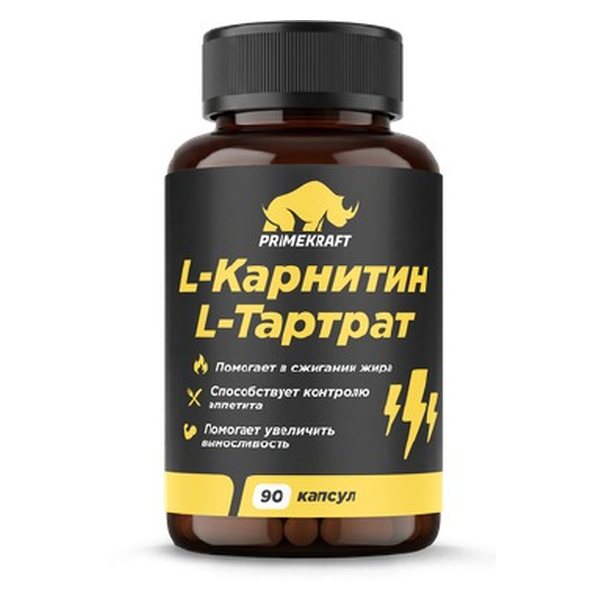 PRIMEKRAFT
L-Карнитин
L-Тартрат
Помогает в сжигании жира
Способствует контролю
аппетита
Помогает увеличить
выносливость
90 капсул